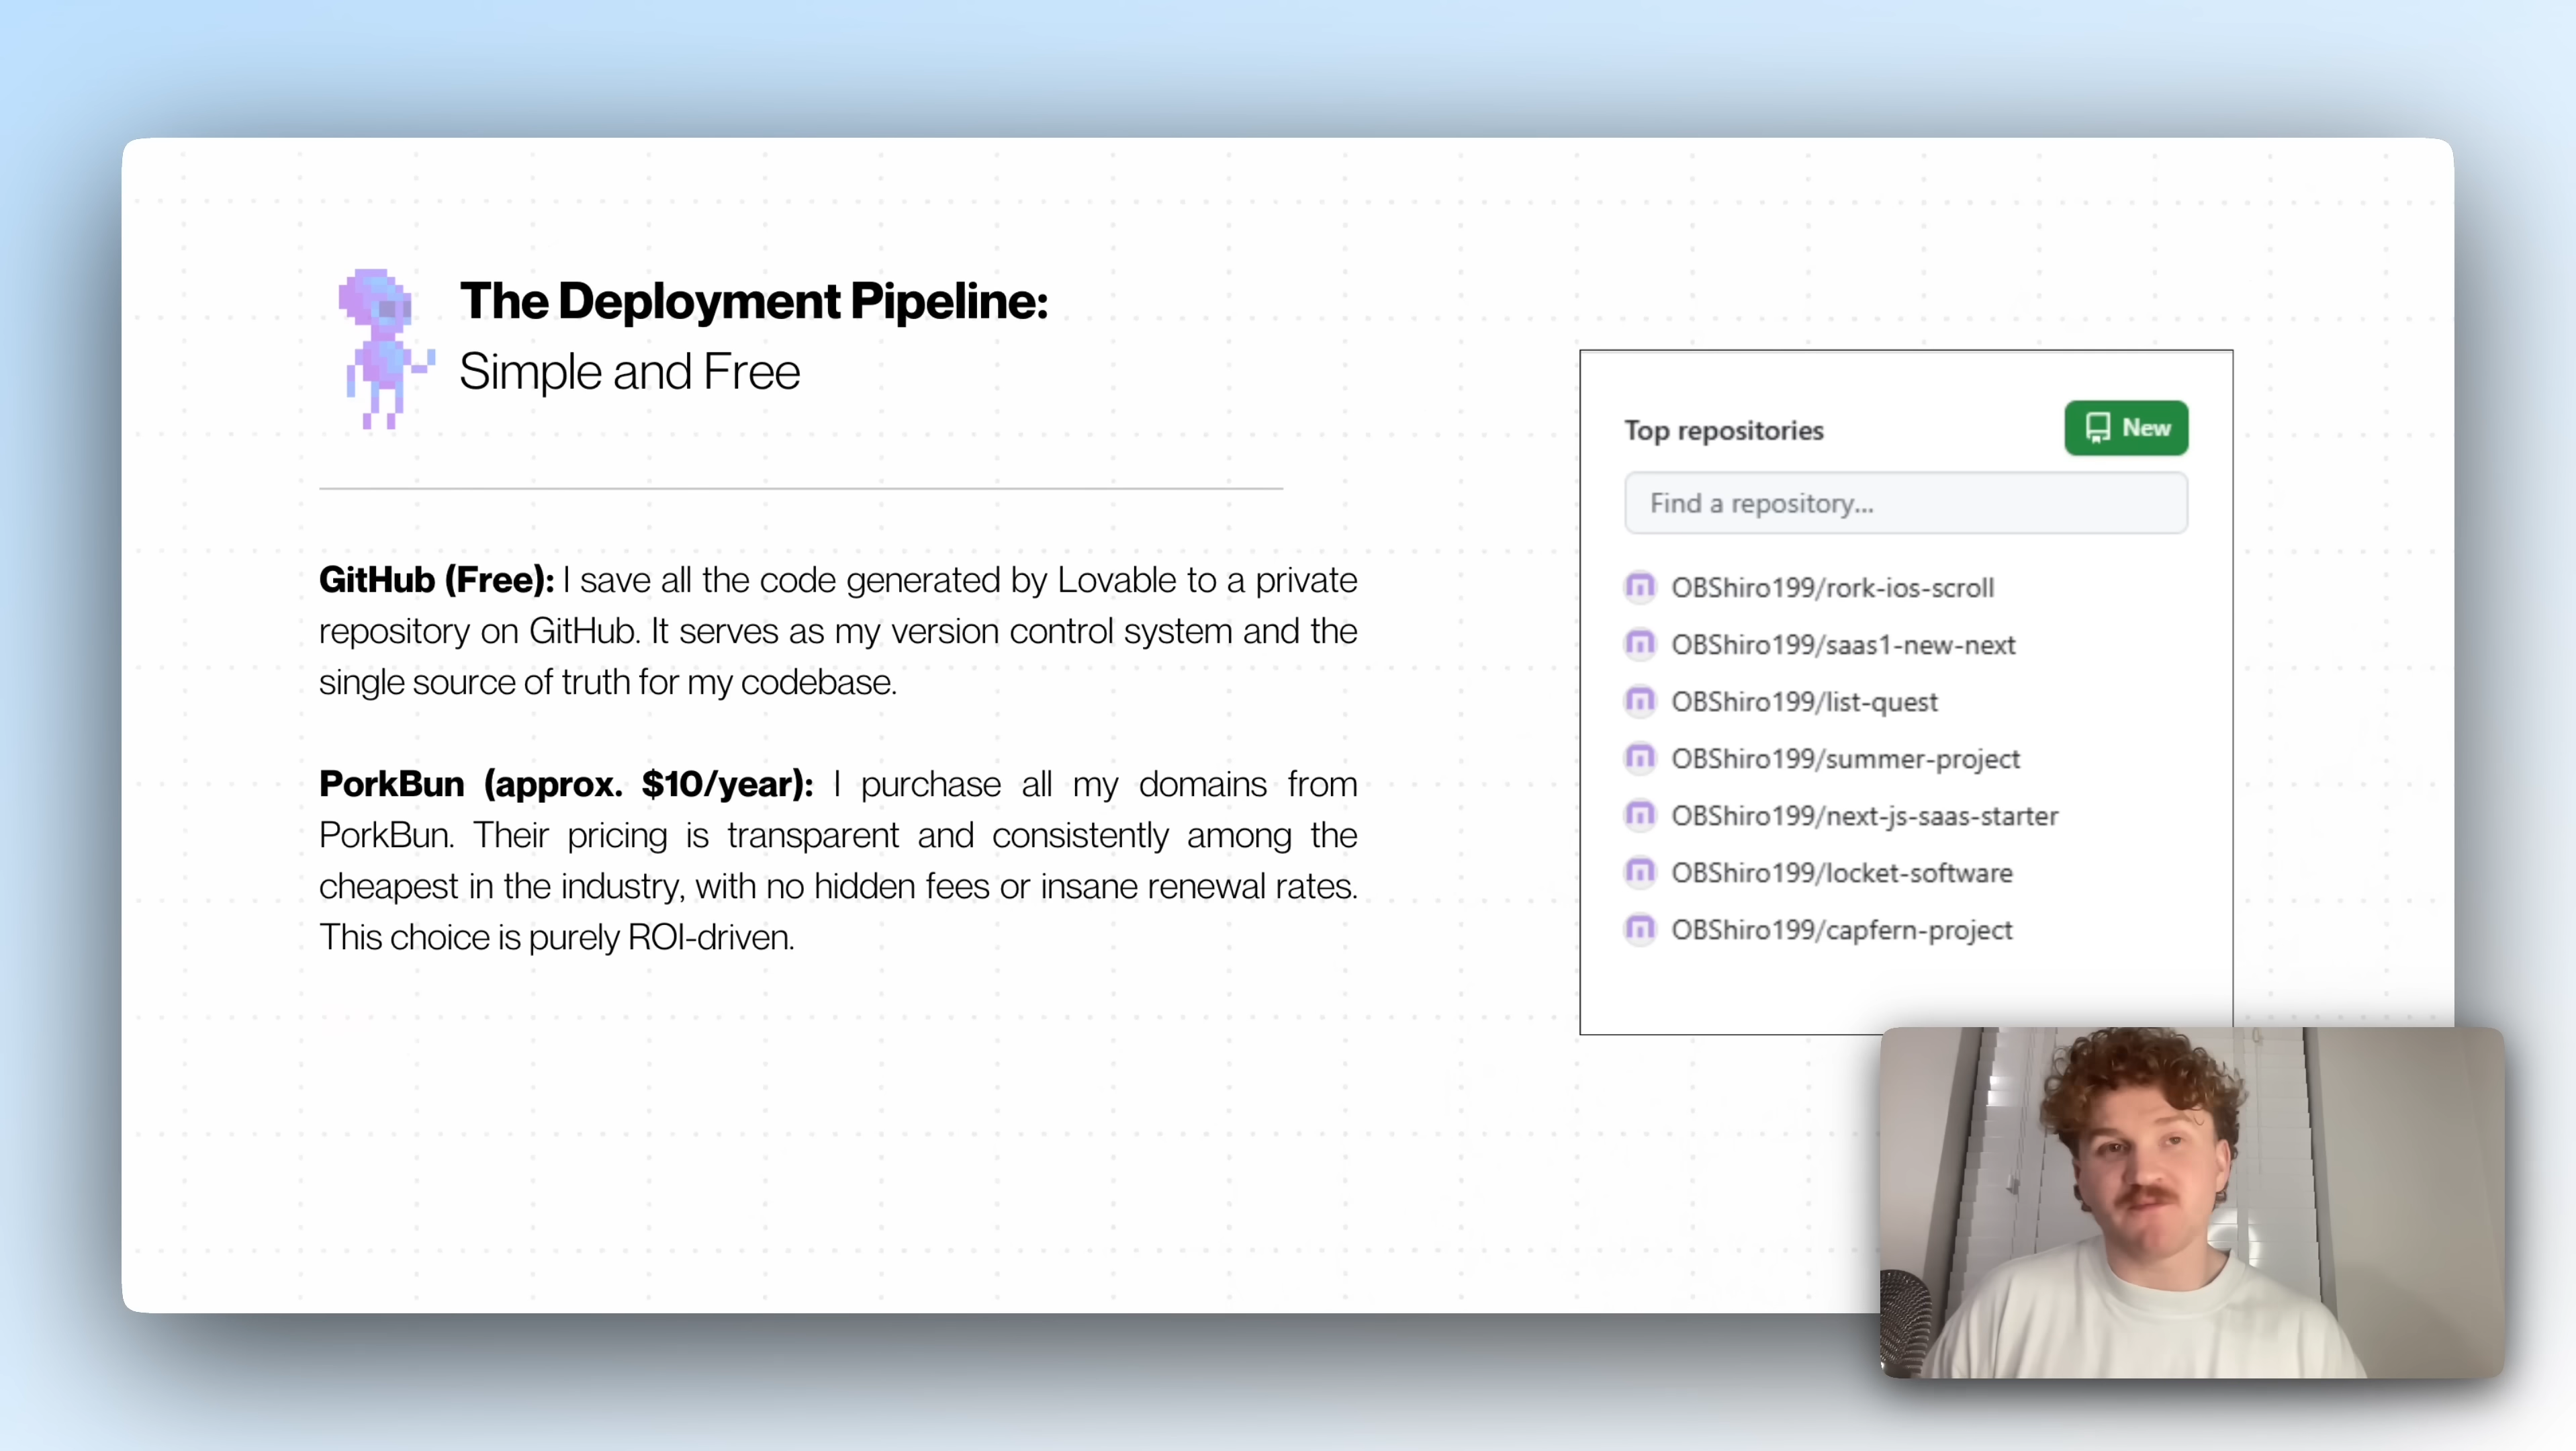 The Deployment Pipeline:
Simple and Free
GitHub (Free): I save all the code generated by Lovable to a private
repository on GitHub. It serves as my version control system and the
single source of truth for my codebase.
PorkBun (approx. $10/year): I purchase all my domains from
PorkBun. Their pricing is transparent and consistently among the
cheapest in the industry, with no hidden fees or insane renewal rates.
This choice is purely ROI-driven.
Top repositories
New
Find a repository...
OBShiro199/rork-ios-scroll
OBShiro199/saas1-new-next
OBShiro199/list-quest
OBShiro199/summer-project
OBShiro199/next-js-saas-starter
OBShiro199/locket-software
OBShiro199/capfern-project